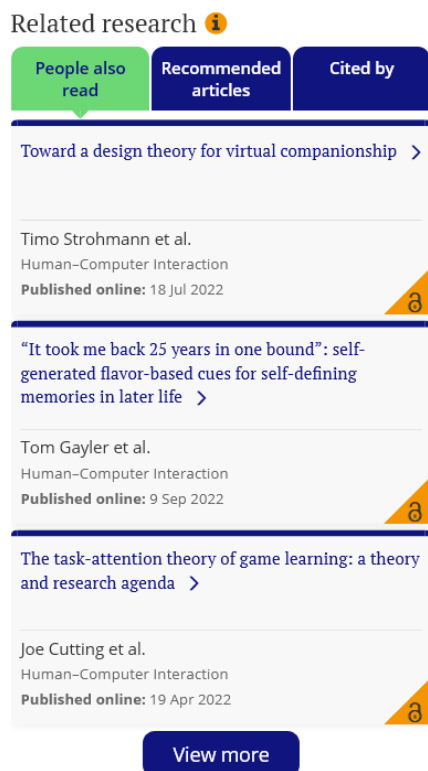 Related research
People also
read
Recommended
articles
Cited by
Toward a design theory for virtual companionship
Timo Strohmann et al.
Human–Computer Interaction
Published online: 18 Jul 2022
“It took me back 25 years in one bound”: self-
generated flavor-based cues for self-defining
memories in later life
Tom Gayler et al.
Human–Computer Interaction
Published online: 9 Sep 2022
The task-attention theory of game learning: a theory
and research agenda
Joe Cutting et al.
Human–Computer Interaction
Published online: 19 Apr 2022
View more